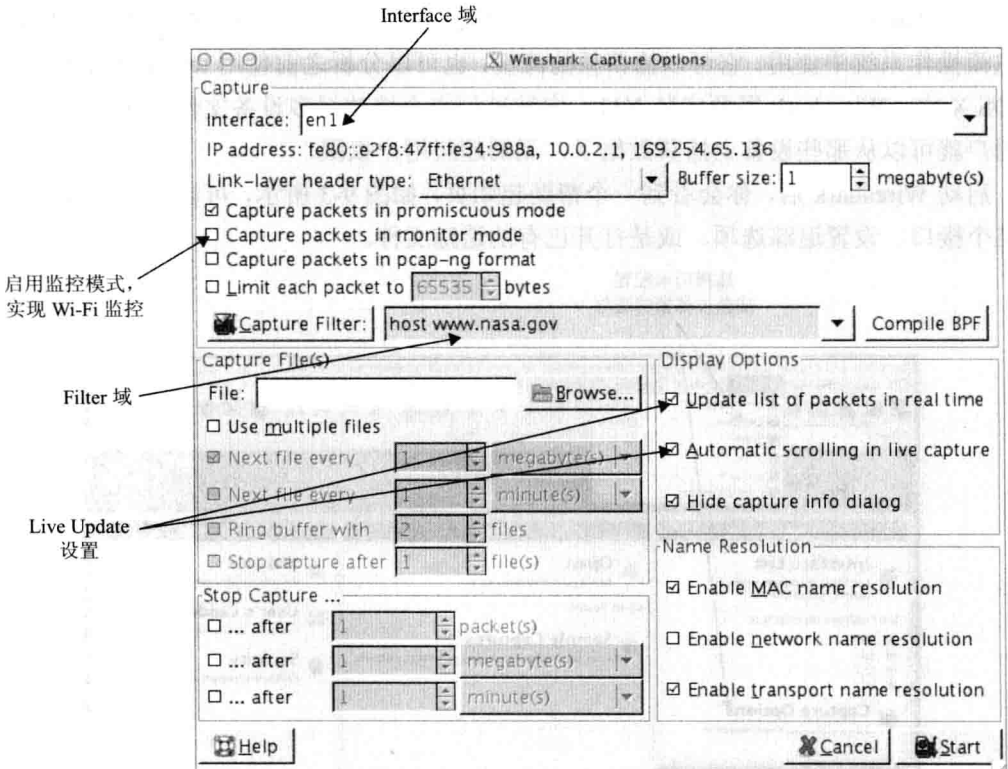 Interface 域
Wireshark: Capture Options
Capture
Interface: en1
IP address: fe80::e2f8:47ff:fe34:988a, 10.0.2.1, 169.254.65.136
Link-layer header type: Ethernet Buffer size: 1 megabyte(s)
Capture packets in promiscuous mode
Capture packets in monitor mode
Capture packets in pcap-ng format
Limit each packet to 65535 bytes
启用监控模式，
实现 Wi-Fi 监控
Capture Filter: host www.nasa.gov Compile BPF
Filter 域
Capture File(s)
File: Browse...
Use multiple files
Next file every 1 megabyte(s)
Next file every 1 minute(s)
Ring buffer with 2 files
Stop capture after 1 file(s)
Live Update
设置
Stop Capture ...
... after 1 packet(s)
... after 1 megabyte(s)
... after 1 minute(s)
Display Options
Update list of packets in real time
Automatic scrolling in live capture
Hide capture info dialog
Name Resolution
Enable MAC name resolution
Enable network name resolution
Enable transport name resolution
Help Cancel Start